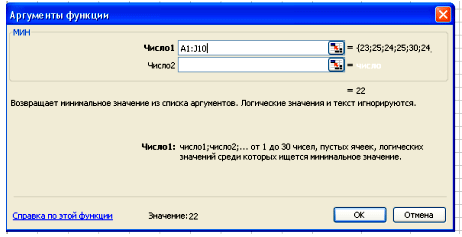 Аргументы функции
МИН
Число1 A1:J10 = {23;25;24;25;30;24
Число2 = число
= 22
Возвращает минимальное значение из списка аргументов. Логические значения и текст игнорируются.
Число1: число1;число2;... от 1 до 30 чисел, пустых ячеек, логических
значений среди которых ищется минимальное значение.
Справка по этой функции Значение:22 ОК Отмена